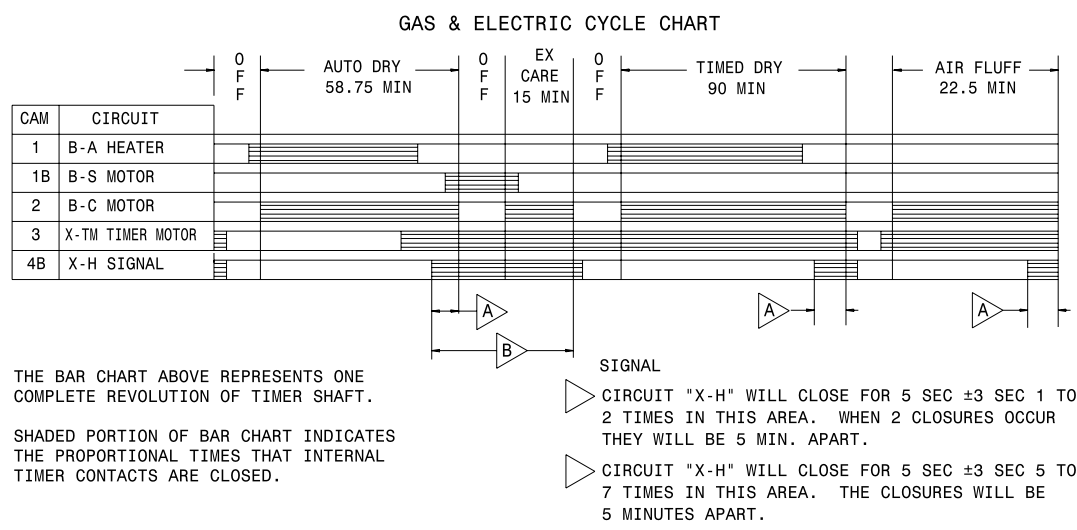 GAS & ELECTRIC CYCLE CHART
OFF
AUTO DRY
58.75 MIN
OFF
EX
CARE
15 MIN
OFF
TIMED DRY
90 MIN
AIR FLUFF
22.5 MIN
CAM CIRCUIT
1 B-A HEATER
1B B-S MOTOR
2 B-C MOTOR
3 X-TM TIMER MOTOR
4B X-H SIGNAL
A
A
A
B
THE BAR CHART ABOVE REPRESENTS ONE
COMPLETE REVOLUTION OF TIMER SHAFT.
SHADED PORTION OF BAR CHART INDICATES
THE PROPORTIONAL TIMES THAT INTERNAL
TIMER CONTACTS ARE CLOSED.
SIGNAL
CIRCUIT "X-H" WILL CLOSE FOR 5 SEC ±3 SEC 1 TO
2 TIMES IN THIS AREA. WHEN 2 CLOSURES OCCUR
THEY WILL BE 5 MIN. APART.
CIRCUIT "X-H" WILL CLOSE FOR 5 SEC ±3 SEC 5 TO
7 TIMES IN THIS AREA. THE CLOSURES WILL BE
5 MINUTES APART.